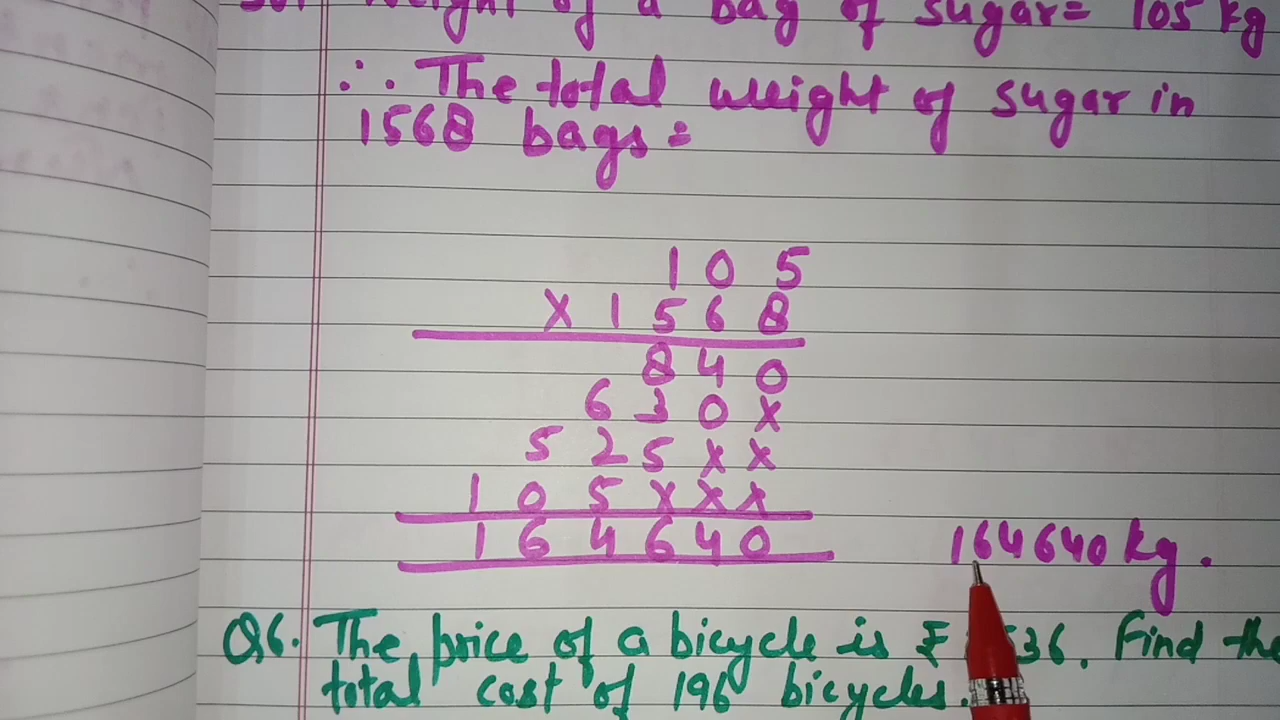 Weight of a bag of sugar= 105 kg
∴ The total weight of sugar in
1568 bags=
1 0 5
X 1 5 6 8
8 4 0
6 3 0 x
5 2 5 x x
1 0 5 x x x
1 6 4 6 4 0
164640 kg.
Q6. The price of a bicycle is ₹ 36. Find the
total cost of 196 bicycles.